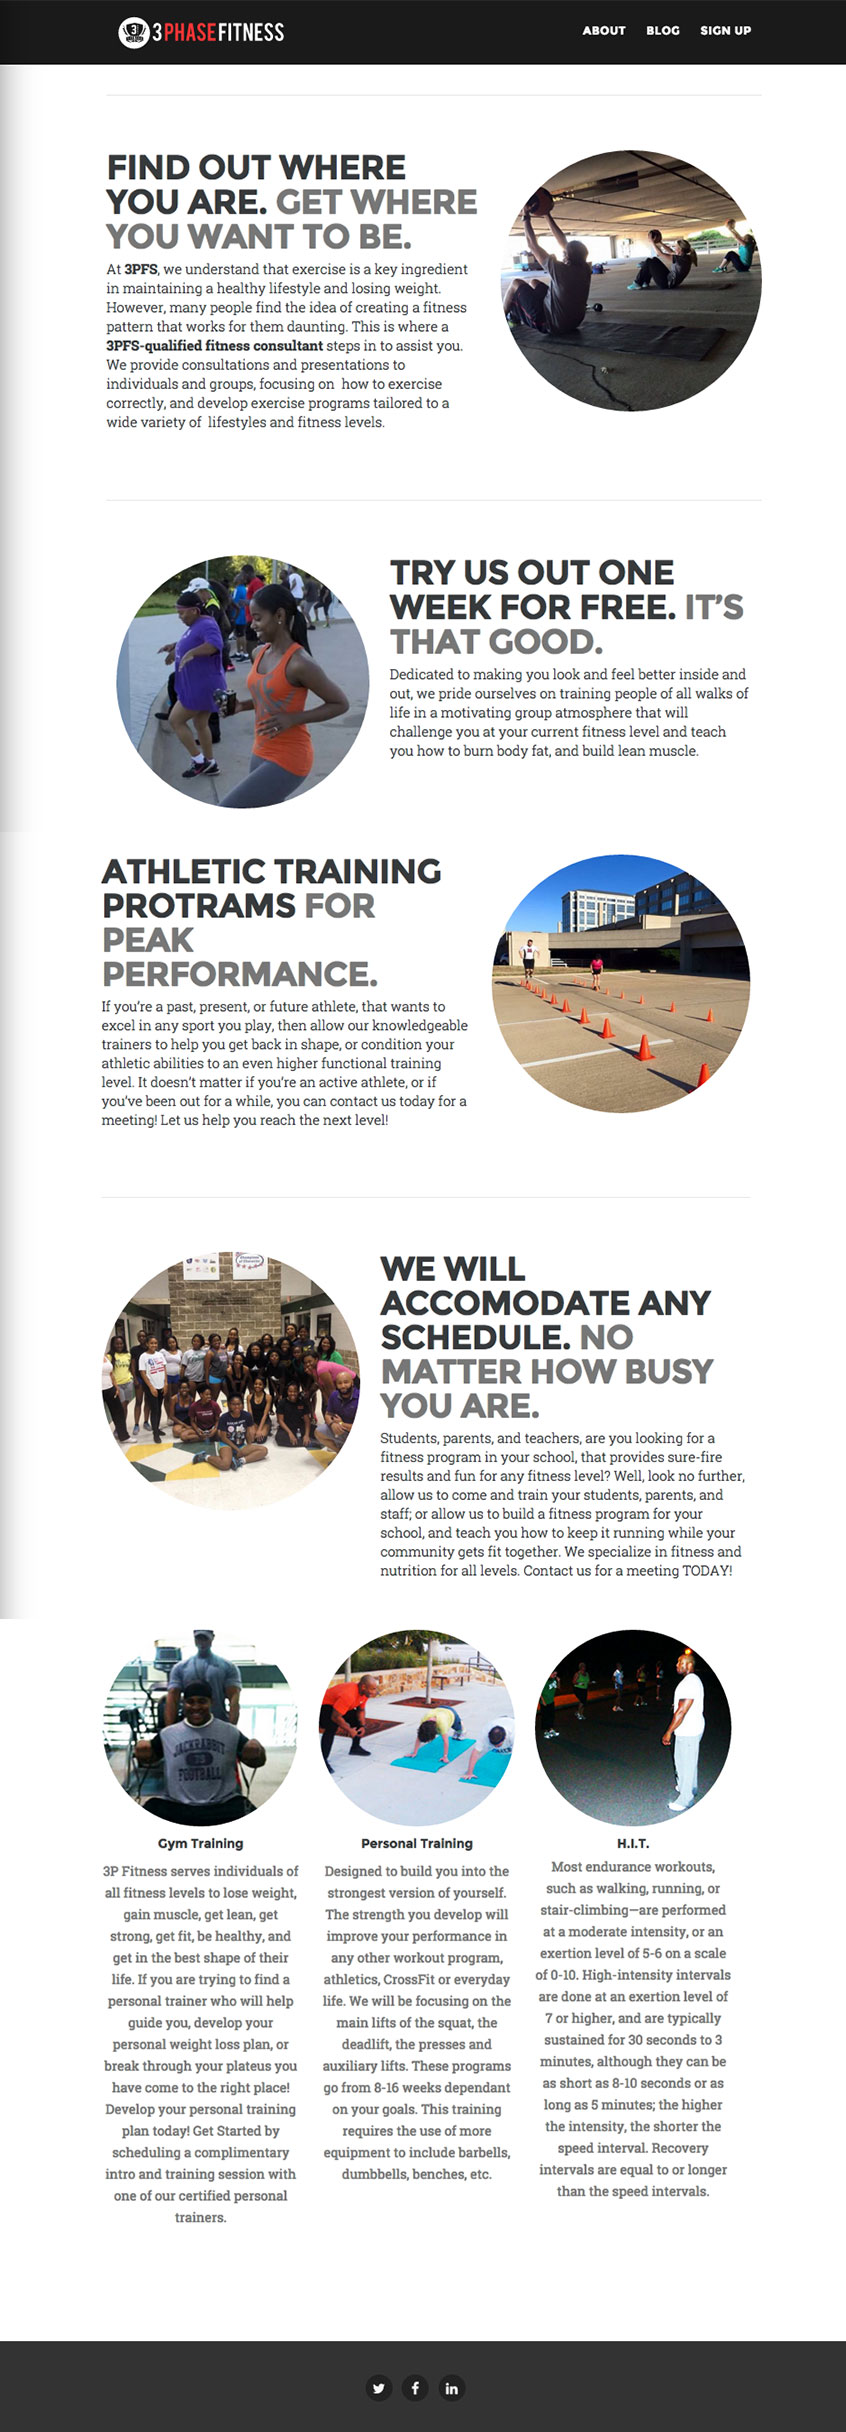 3PHASEFITNESS
ABOUT BLOG SIGN UP
FIND OUT WHERE
YOU ARE. GET WHERE
YOU WANT TO BE.
At 3PFS, we understand that exercise is a key ingredient
in maintaining a healthy lifestyle and losing weight.
However, many people find the idea of creating a fitness
pattern that works for them daunting. This is where a
3PFS-qualified fitness consultant steps in to assist you.
We provide consultations and presentations to
individuals and groups, focusing on how to exercise
correctly, and develop exercise programs tailored to a
wide variety of lifestyles and fitness levels.
TRY US OUT ONE
WEEK FOR FREE. IT'S
THAT GOOD.
Dedicated to making you look and feel better inside and
out, we pride ourselves on training people of all walks of
life in a motivating group atmosphere that will
challenge you at your current fitness level and teach
you how to burn body fat, and build lean muscle.
ATHLETIC TRAINING
PROTRAMS FOR
PEAK
PERFORMANCE.
If you're a past, present, or future athlete, that wants to
excel in any sport you play, then allow our knowledgeable
trainers to help you get back in shape, or condition your
athletic abilities to an even higher functional training
level. It doesn't matter if you're an active athlete, or if
you've been out for a while, you can contact us today for a
meeting! Let us help you reach the next level!
WE WILL
ACCOMODATE ANY
SCHEDULE. NO
MATTER HOW BUSY
YOU ARE.
Students, parents, and teachers, are you looking for a
fitness program in your school, that provides sure-fire
results and fun for any fitness level? Well, look no further,
allow us to come and train your students, parents, and
staff; or allow us to build a fitness program for your
school, and teach you how to keep it running while your
community gets fit together. We specialize in fitness and
nutrition for all levels. Contact us for a meeting TODAY!
JACKRABBIT
FOOTBALL
Gym Training
3P Fitness serves individuals of
all fitness levels to lose weight,
gain muscle, get lean, get
strong, get fit, be healthy, and
get in the best shape of their
life. If you are trying to find a
personal trainer who will help
guide you, develop your
personal weight loss plan, or
break through your plateus you
have come to the right place!
Develop your personal training
plan today! Get Started by
scheduling a complimentary
intro and training session with
one of our certified personal
trainers.
Personal Training
Designed to build you into the
strongest version of yourself.
The strength you develop will
improve your performance in
any other workout program,
athletics, CrossFit or everyday
life. We will be focusing on the
main lifts of the squat, the
deadlift, the presses and
auxiliary lifts. These programs
go from 8-16 weeks dependant
on your goals. This training
requires the use of more
equipment to include barbells,
dumbbells, benches, etc.
H.I.T.
Most endurance workouts,
such as walking, running, or
stair-climbing—are performed
at a moderate intensity, or an
exertion level of 5-6 on a scale
of 0-10. High-intensity intervals
are done at an exertion level of
7 or higher, and are typically
sustained for 30 seconds to 3
minutes, although they can be
as short as 8-10 seconds or as
long as 5 minutes; the higher
the intensity, the shorter the
speed interval. Recovery
intervals are equal to or longer
than the speed intervals.